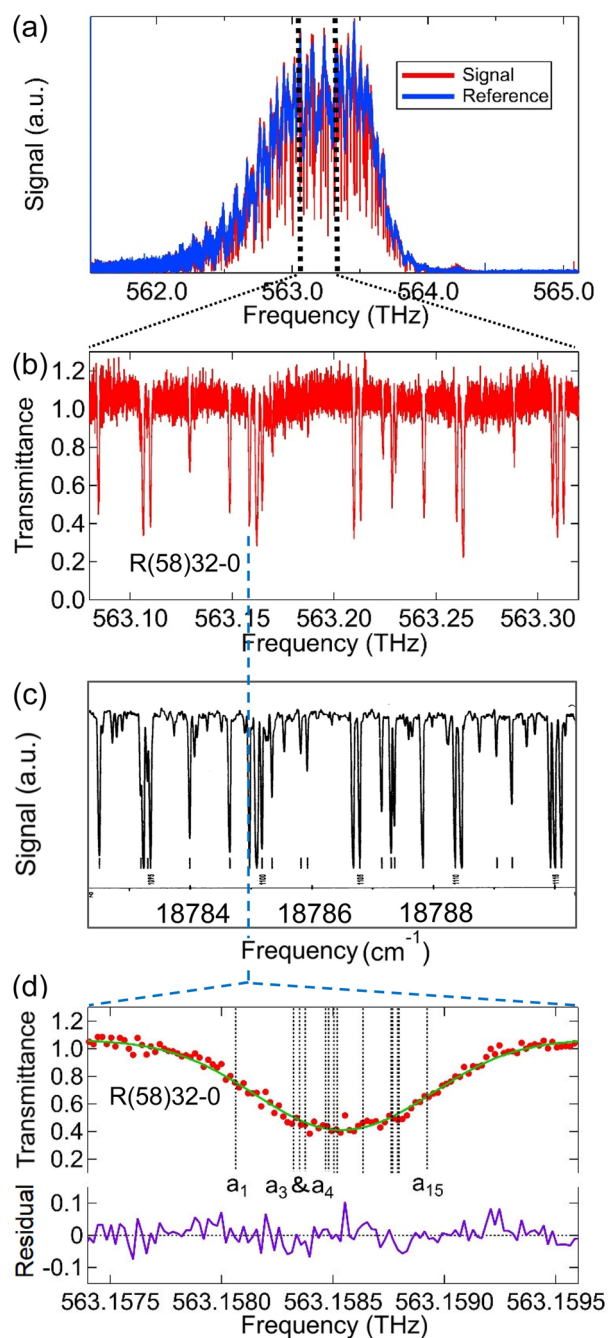 (a)
Signal (a.u.)
Signal
Reference
562.0 563.0 564.0 565.0
Frequency (THz)
(b)
Transmittance
1.2
1.0
0.8
0.6
0.4
0.2
0.0
R(58)32-0
563.10 563.15 563.20 563.25 563.30
Frequency (THz)
(c)
Signal (a.u.)
1100
1110
18784 18786 18788
Frequency (cm-1)
(d)
Transmittance
1.2
1.0
0.8
0.6
0.4
0.2
R(58)32-0
a1 a3 & a4 a15
Residual
0.1
0
-0.1
563.1575 563.1580 563.1585 563.1590 563.1595
Frequency (THz)